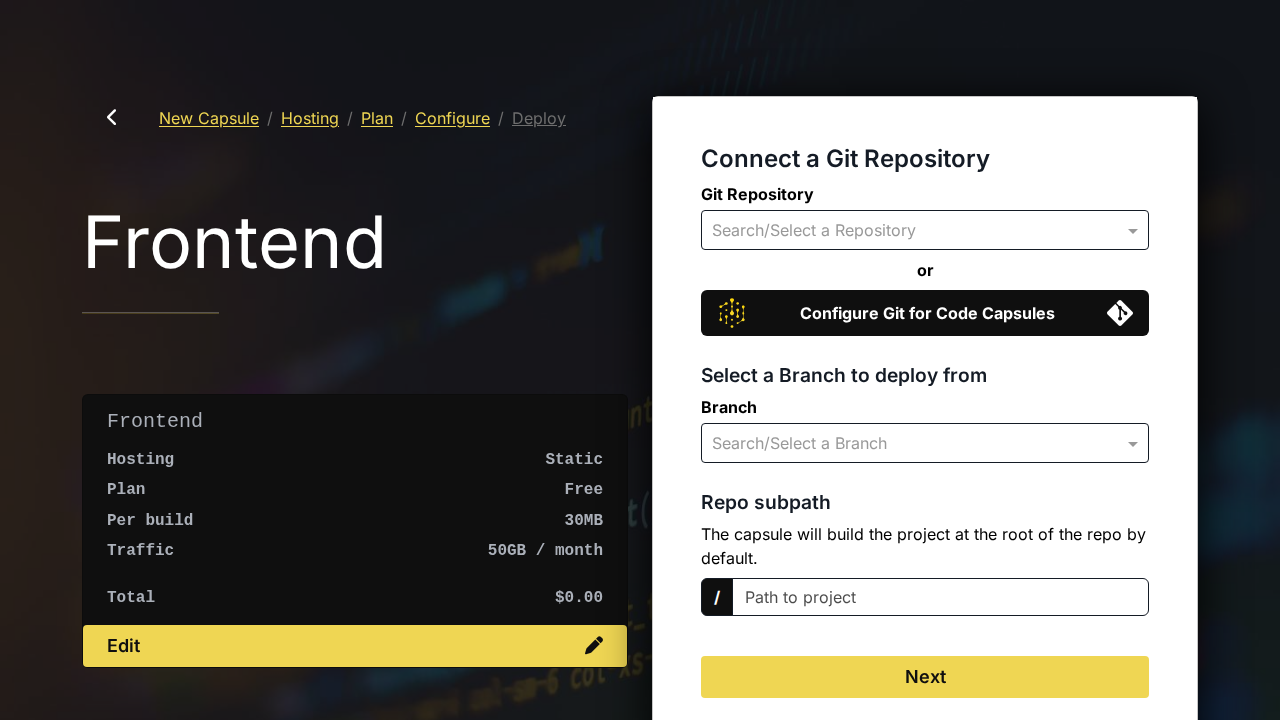 New Capsule / Hosting / Plan / Configure / Deploy
Frontend
Frontend
Hosting Static
Plan Free
Per build 30MB
Traffic 50GB / month
Total $0.00
Edit
Connect a Git Repository
Git Repository
Search/Select a Repository
or
Configure Git for Code Capsules
Select a Branch to deploy from
Branch
Search/Select a Branch
Repo subpath
The capsule will build the project at the root of the repo by
default.
/ Path to project
Next